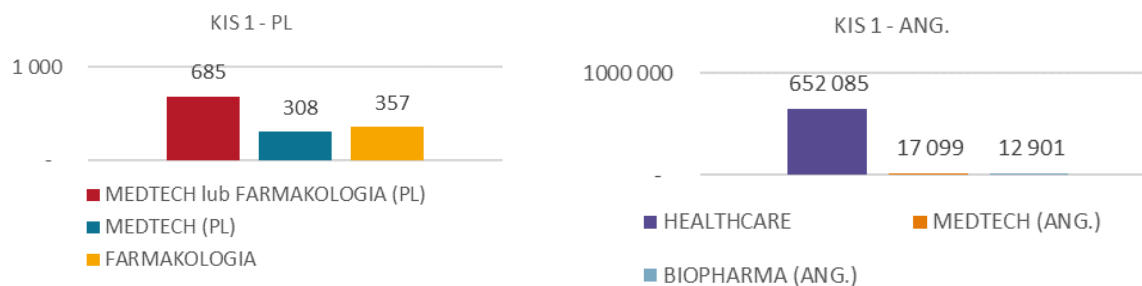 KIS 1 - PL
1 000
685
308
357
-
MEDTECH lub FARMAKOLOGIA (PL)
MEDTECH (PL)
FARMAKOLOGIA
KIS 1 - ANG.
1000 000
652 085
17 099
12 901
-
HEALTHCARE
MEDTECH (ANG.)
BIOPHARMA (ANG.)